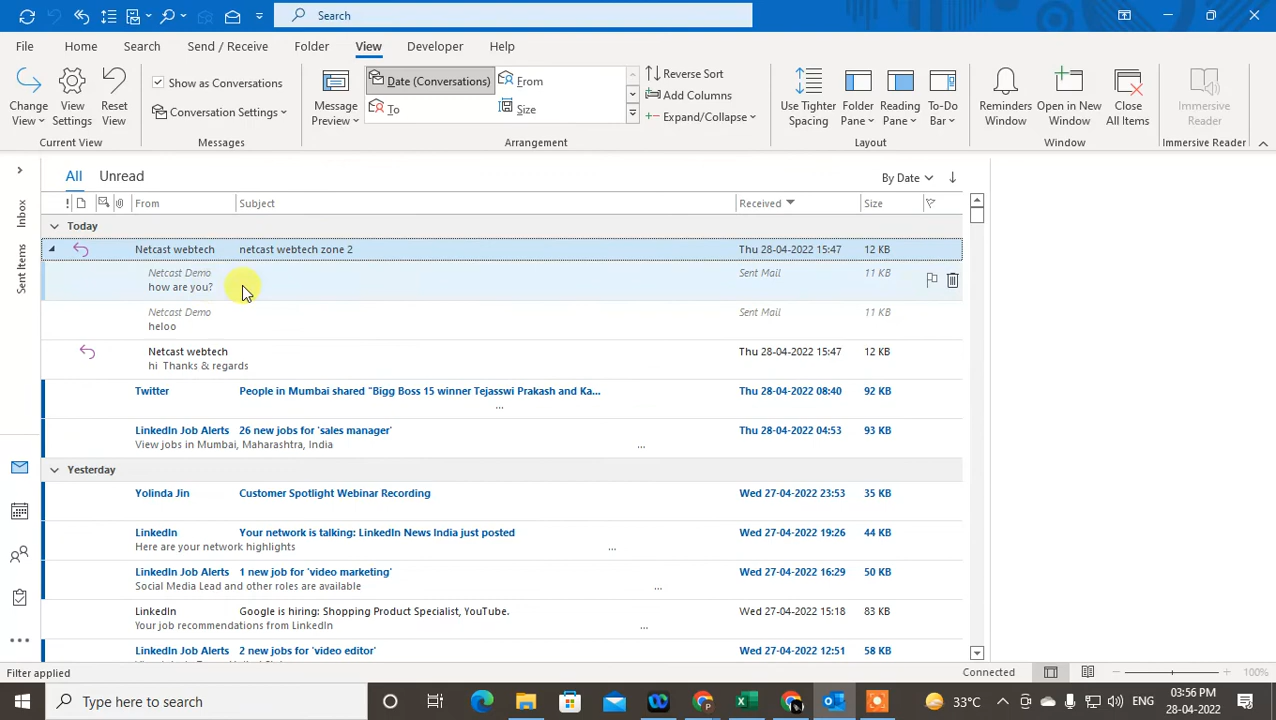 Search
File Home Search Send / Receive Folder View Developer Help
Change View
View Settings
Reset View
Current View
Show as Conversations
Conversation Settings
Messages
Message Preview
Date (Conversations)
From
To
Size
Reverse Sort
Add Columns
Expand/Collapse
Arrangement
Use Tighter Spacing
Folder Pane
Reading Pane
To-Do Bar
Layout
Reminders Window
Open in New Window
Close All Items
Window
Immersive Reader
Immersive Reader
Inbox
Sent Items
All Unread By Date
! From Subject Received Size
Today
Netcast webtech netcast webtech zone 2 Thu 28-04-2022 15:47 12 KB
Netcast Demo Sent Mail 11 KB
how are you?
Netcast Demo Sent Mail 11 KB
heloo
Netcast webtech Thu 28-04-2022 15:47 12 KB
hi Thanks & regards
Twitter People in Mumbai shared "Bigg Boss 15 winner Tejasswi Prakash and Ka... Thu 28-04-2022 08:40 92 KB
...
LinkedIn Job Alerts 26 new jobs for 'sales manager' Thu 28-04-2022 04:53 93 KB
View jobs in Mumbai, Maharashtra, India ...
Yesterday
Yolinda Jin Customer Spotlight Webinar Recording Wed 27-04-2022 23:53 35 KB
LinkedIn Your network is talking: LinkedIn News India just posted Wed 27-04-2022 19:26 44 KB
Here are your network highlights ...
LinkedIn Job Alerts 1 new job for 'video marketing' Wed 27-04-2022 16:29 50 KB
Social Media Lead and other roles are available ...
LinkedIn Google is hiring: Shopping Product Specialist, YouTube. Wed 27-04-2022 15:18 83 KB
Your job recommendations from LinkedIn ...
LinkedIn Job Alerts 2 new jobs for 'video editor' Wed 27-04-2022 12:51 58 KB
Filter applied Connected 100%
Type here to search 33°C ENG 03:56 PM
28-04-2022